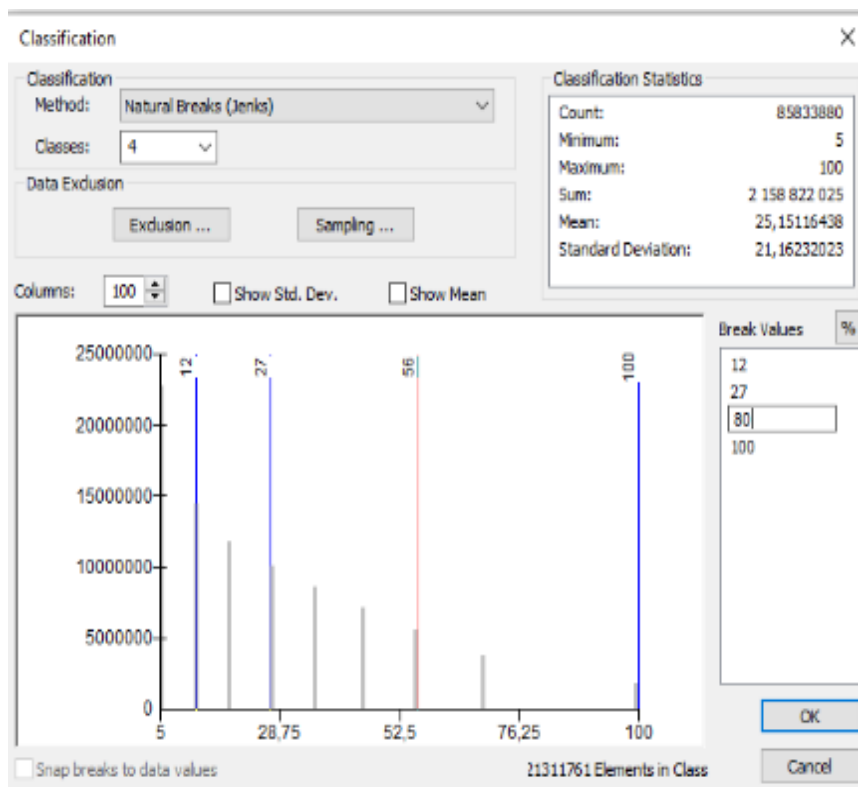 Classification
Classification
Method: Natural Breaks (Jenks)
Classes: 4
Data Exclusion
Exclusion ...
Sampling ...
Classification Statistics
Count: 85833880
Minimum: 5
Maximum: 100
Sum: 2 158 822 025
Mean: 25,15116438
Standard Deviation: 21,16232023
Columns: 100
Show Std. Dev.
Show Mean
Break Values %
12
27
80
100
25000000
20000000
15000000
10000000
5000000
0
12
27
56
100
5 28,75 52,5 76,25 100
Snap breaks to data values
21311761 Elements in Class
OK
Cancel